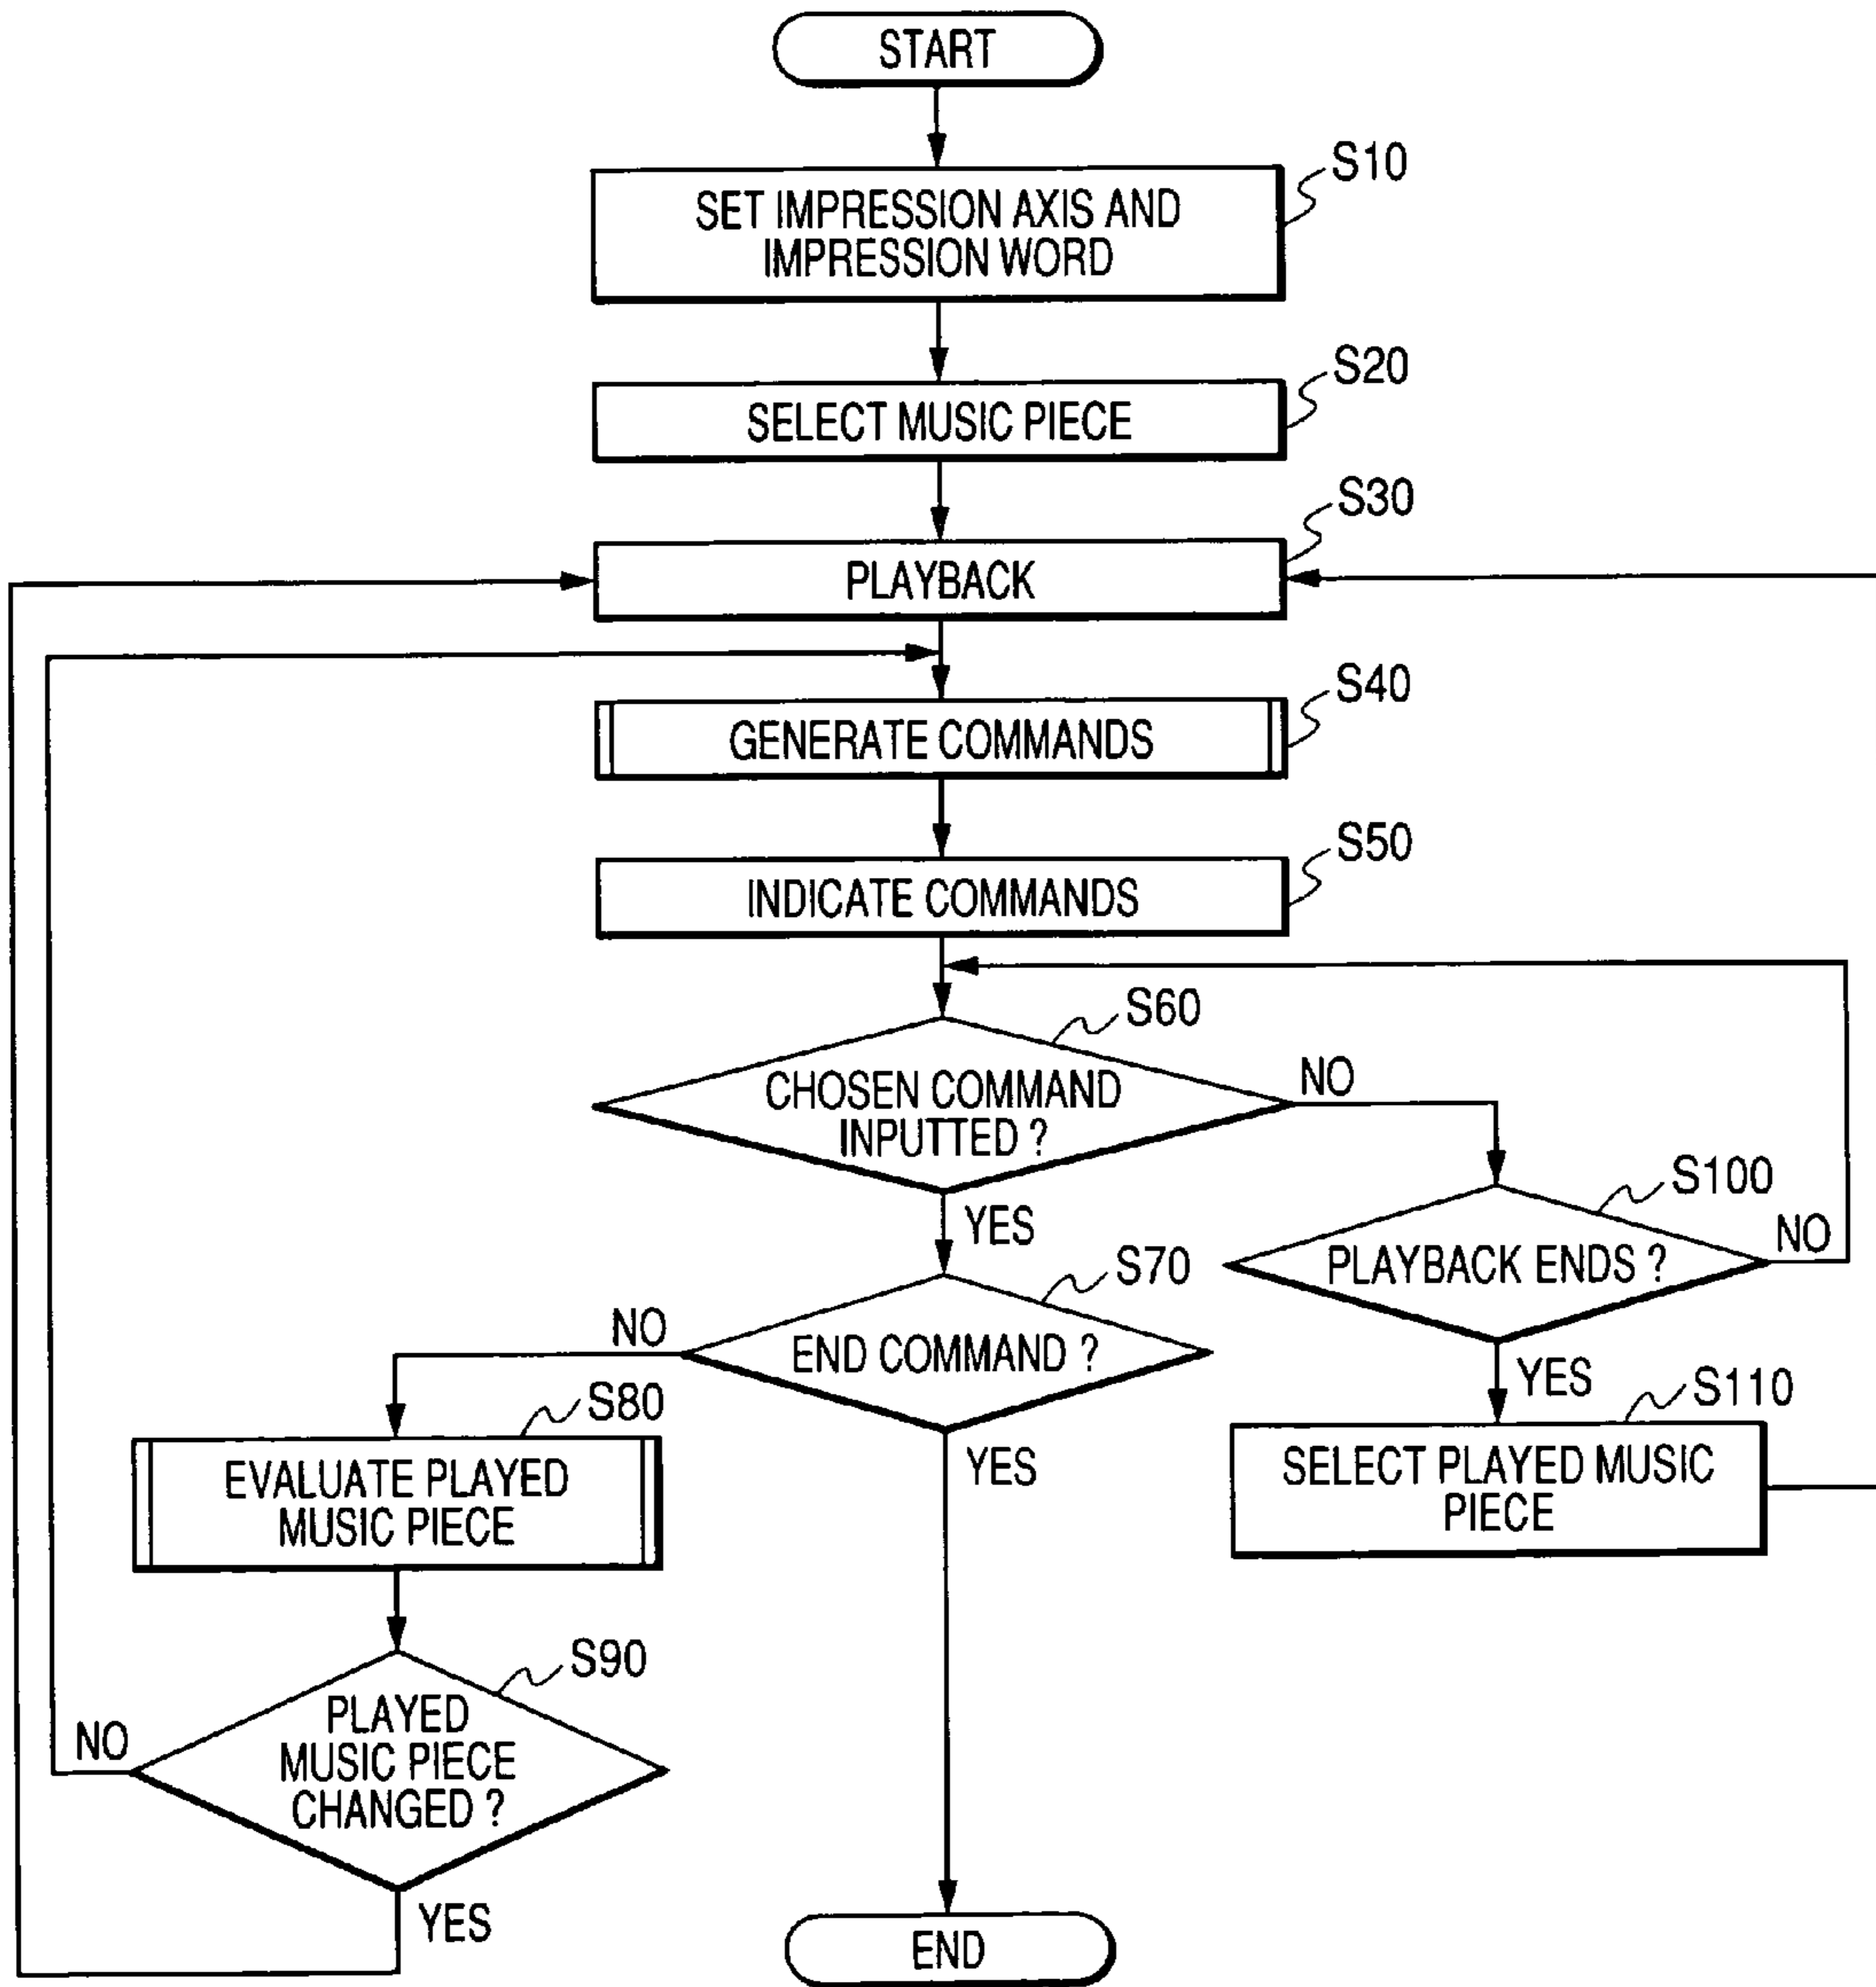 START
S10
SET IMPRESSION AXIS AND
IMPRESSION WORD
S20
SELECT MUSIC PIECE
S30
PLAYBACK
S40
GENERATE COMMANDS
S50
INDICATE COMMANDS
S60
CHOSEN COMMAND
INPUTTED ?
NO
YES
S100
PLAYBACK ENDS ?
NO
YES
S70
END COMMAND ?
NO
YES
S110
SELECT PLAYED MUSIC
PIECE
S80
EVALUATE PLAYED
MUSIC PIECE
S90
PLAYED
MUSIC PIECE
CHANGED ?
NO
YES
END